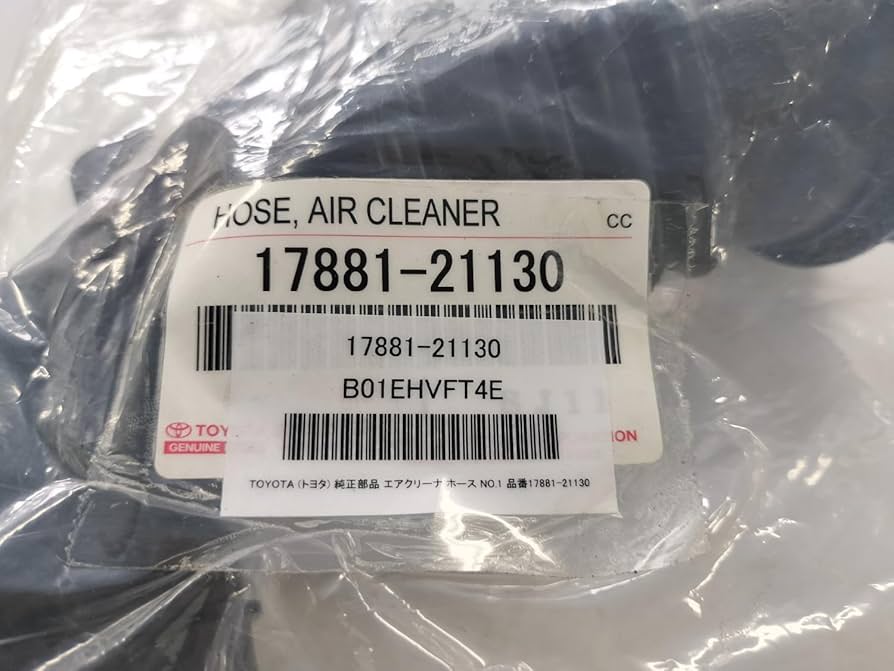 HOSE, AIR CLEANER
CC
17881-21130
17881-21130
B01EHVFT4E
TOY
ION
GENUINE
TOYOTA (トヨタ) 純正部品 エアクリーナ ホース NO.1 品番17881-21130